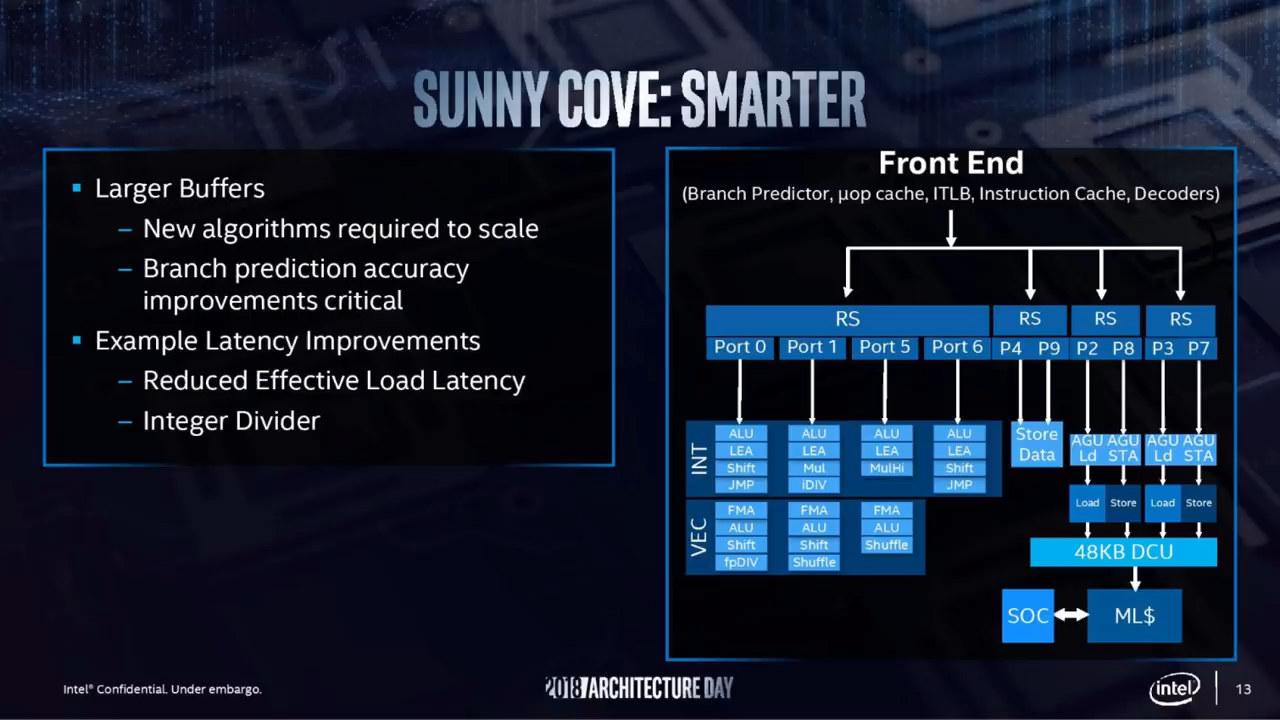 SUNNY COVE: SMARTER
Larger Buffers
– New algorithms required to scale
– Branch prediction accuracy
improvements critical
Example Latency Improvements
– Reduced Effective Load Latency
– Integer Divider
Front End
(Branch Predictor, µop cache, ITLB, Instruction Cache, Decoders)
RS RS RS RS
Port 0 Port 1 Port 5 Port 6 P4 P9 P2 P8 P3 P7
INT
ALU ALU ALU ALU
LEA LEA LEA LEA
Shift Mul MulHi Shift
JMP iDIV JMP
Store
Data
AGU AGU AGU AGU
Ld STA Ld STA
Load Store Load Store
VEC
FMA FMA FMA
ALU ALU ALU
Shift Shift Shuffle
fpDIV Shuffle
48KB DCU
SOC ML$
Intel® Confidential. Under embargo.
2018 ARCHITECTURE DAY
intel
13